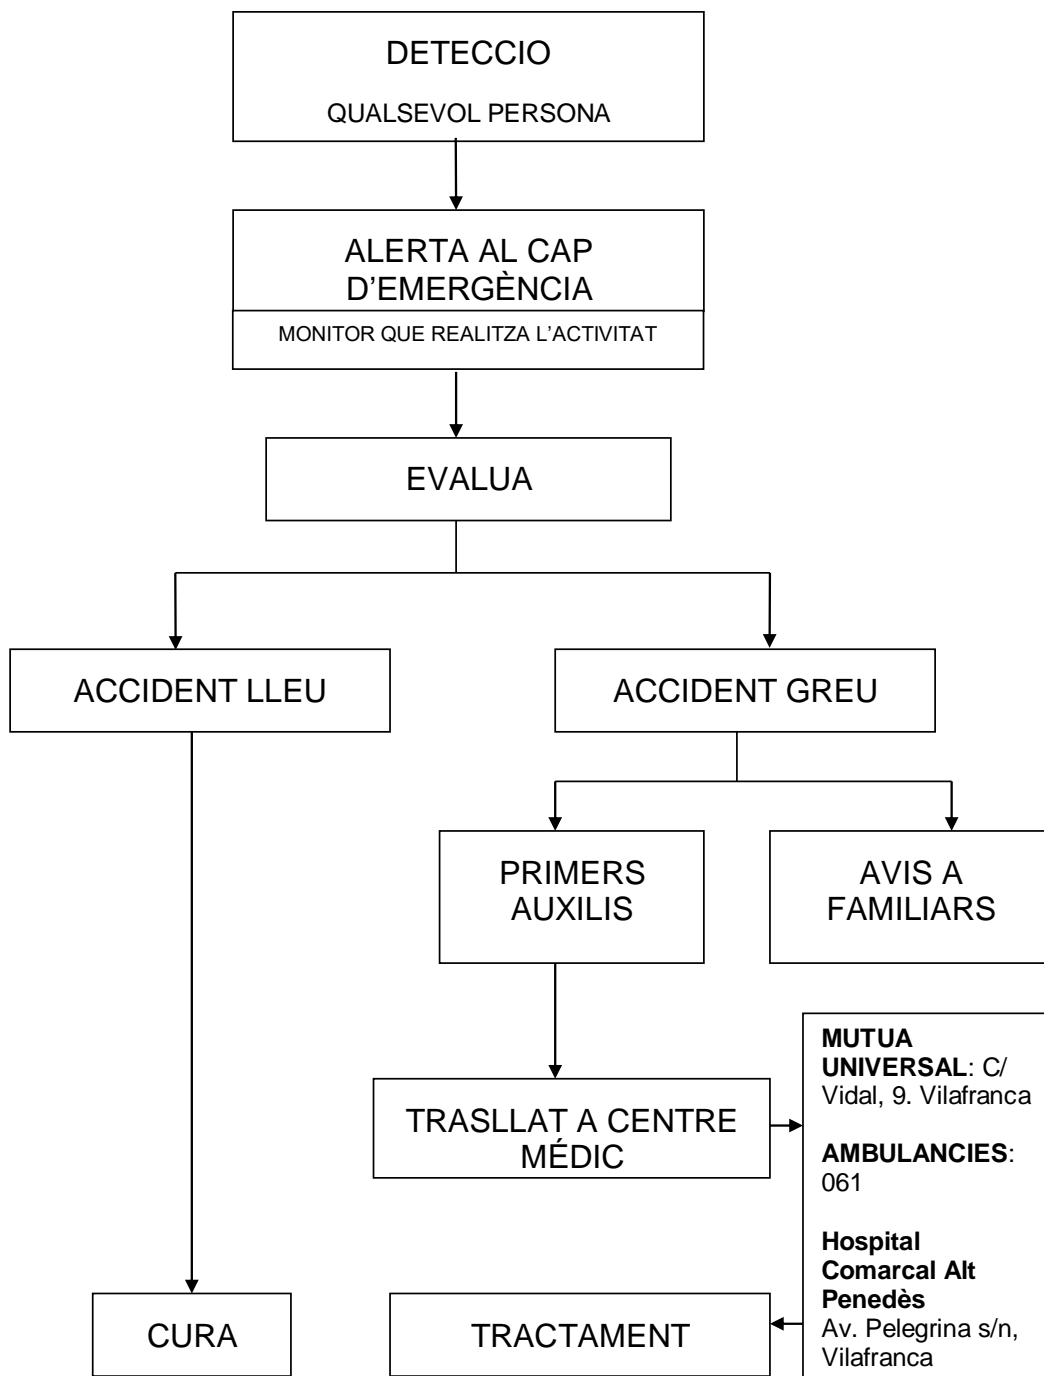 DETECCIO
QUALSEVOL PERSONA
ALERTA AL CAP
D'EMERGÈNCIA
MONITOR QUE REALITZA L'ACTIVITAT
EVALUA
ACCIDENT LLEU
ACCIDENT GREU
PRIMERS
AUXILIS
AVIS A
FAMILIARS
TRASLLAT A CENTRE
MÉDIC
MUTUA
UNIVERSAL: C/
Vidal, 9. Vilafranca
AMBULANCIES:
061
Hospital
Comarcal Alt
Penedès
Av. Pelegrina s/n,
Vilafranca
CURA
TRACTAMENT